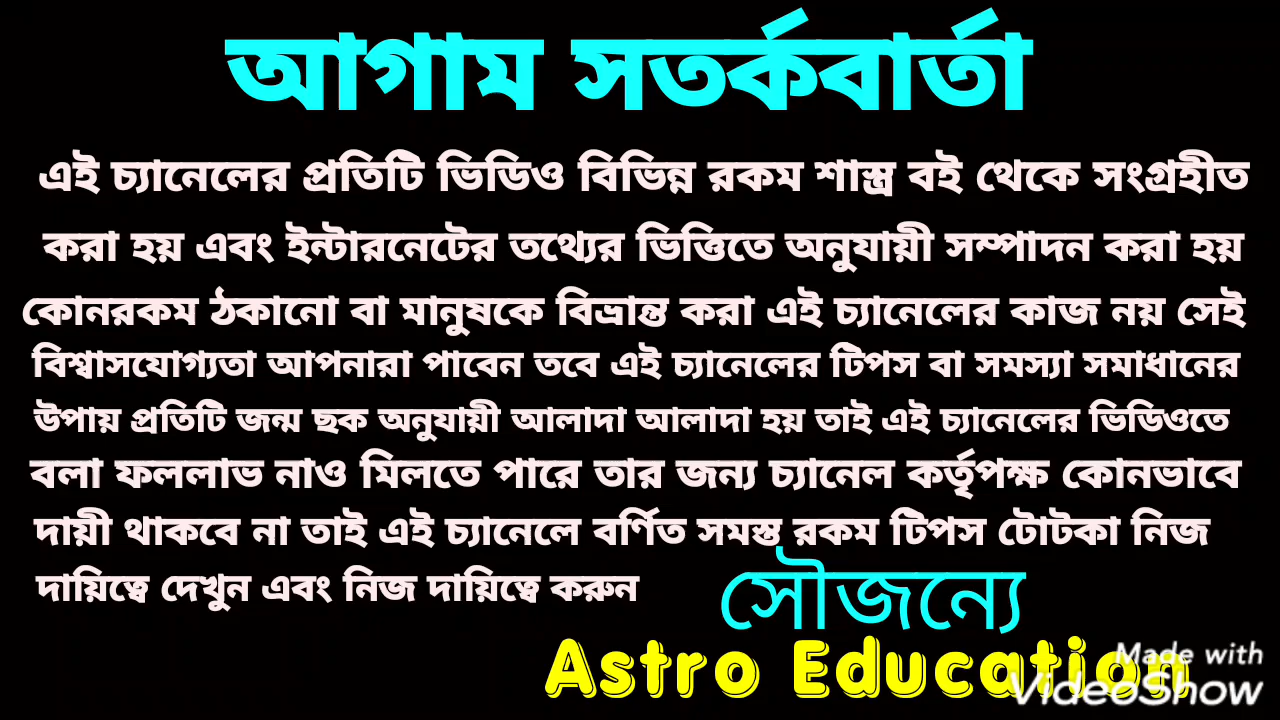 আগাম সতর্কবার্তা
এই চ্যানেলের প্রতিটি ভিডিও বিভিন্ন রকম শাস্ত্র বই থেকে সংগ্রহীত
করা হয় এবং ইন্টারনেটের তথ্যের ভিত্তিতে অনুযায়ী সম্পাদন করা হয়
কোনরকম ঠকানো বা মানুষকে বিভ্রান্ত করা এই চ্যানেলের কাজ নয় সেই
বিশ্বাসযোগ্যতা আপনারা পাবেন তবে এই চ্যানেলের টিপস বা সমস্যা সমাধানের
উপায় প্রতিটি জন্ম ছক অনুযায়ী আলাদা আলাদা হয় তাই এই চ্যানেলের ভিডিওতে
বলা ফললাভ নাও মিলতে পারে তার জন্য চ্যানেল কর্তৃপক্ষ কোনভাবে
দায়ী থাকবে না তাই এই চ্যানেলে বর্ণিত সমস্ত রকম টিপস টোটকা নিজ
দায়িত্বে দেখুন এবং নিজ দায়িত্বে করুন
সৌজন্যে
Astro Education
Made with
VideoShow